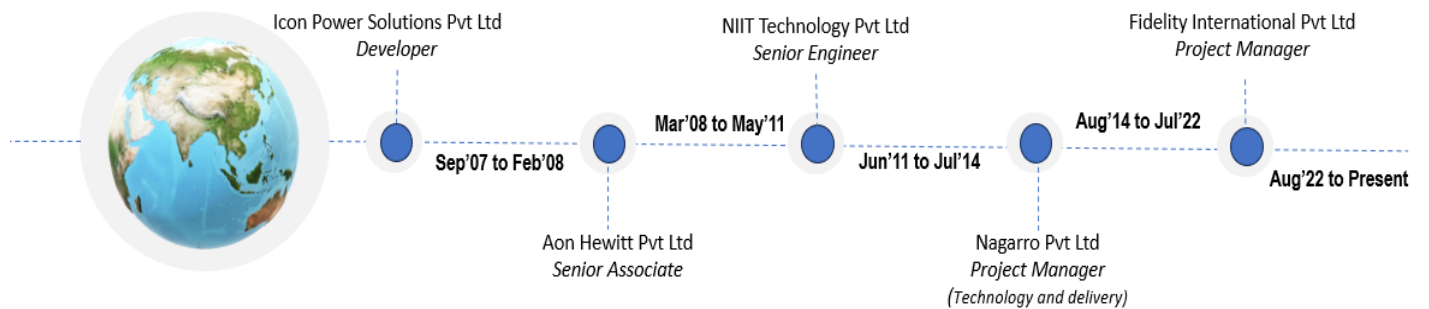 Icon Power Solutions Pvt Ltd
Developer
Sep’07 to Feb’08
Aon Hewitt Pvt Ltd
Senior Associate
Mar’08 to May’11
NIIT Technology Pvt Ltd
Senior Engineer
Jun’11 to Jul’14
Nagarro Pvt Ltd
Project Manager
(Technology and delivery)
Aug’14 to Jul’22
Fidelity International Pvt Ltd
Project Manager
Aug’22 to Present